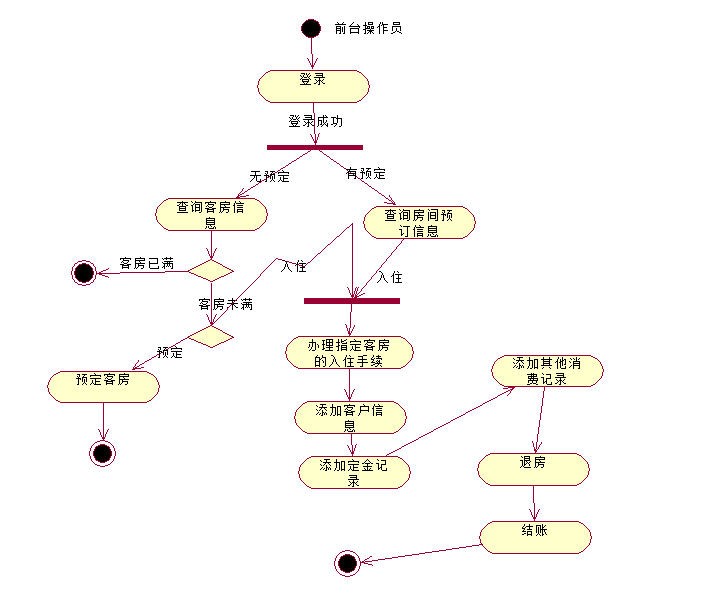 前台操作员
登录
登录成功
无预定
有预定
查询客房信
息
查询房间预
订信息
客房已满
入住
入住
客房未满
预定
办理指定客房
的入住手续
预定客房
添加其他消
费记录
添加客户信
息
添加定金记
录
退房
结账